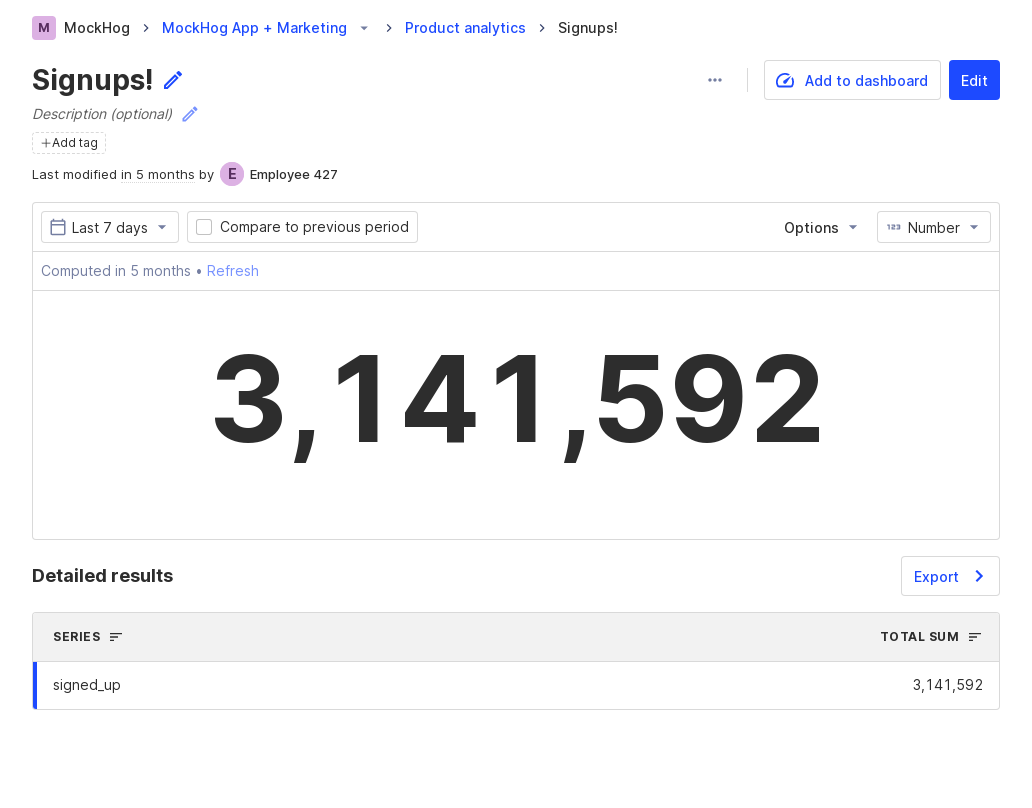 M MockHog > MockHog App + Marketing > Product analytics > Signups!
Signups!
Add to dashboard Edit
Description (optional)
+Add tag
Last modified in 5 months by E Employee 427
Last 7 days Compare to previous period Options 123 Number
Computed in 5 months • Refresh
3,141,592
Detailed results Export
SERIES TOTAL SUM
signed_up 3,141,592